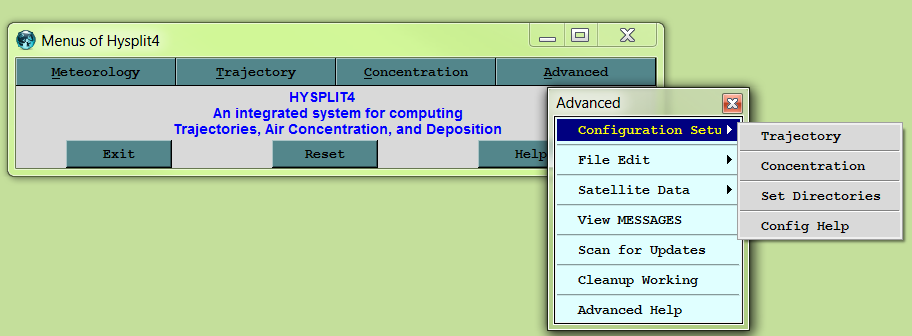 Menus of Hysplit4
Meteorology Trajectory Concentration Advanced
HYSPLIT4
An integrated system for computing
Trajectories, Air Concentration, and Deposition
Exit Reset Help
Advanced
Configuration Setu
File Edit
Satellite Data
View MESSAGES
Scan for Updates
Cleanup Working
Advanced Help
Trajectory
Concentration
Set Directories
Config Help